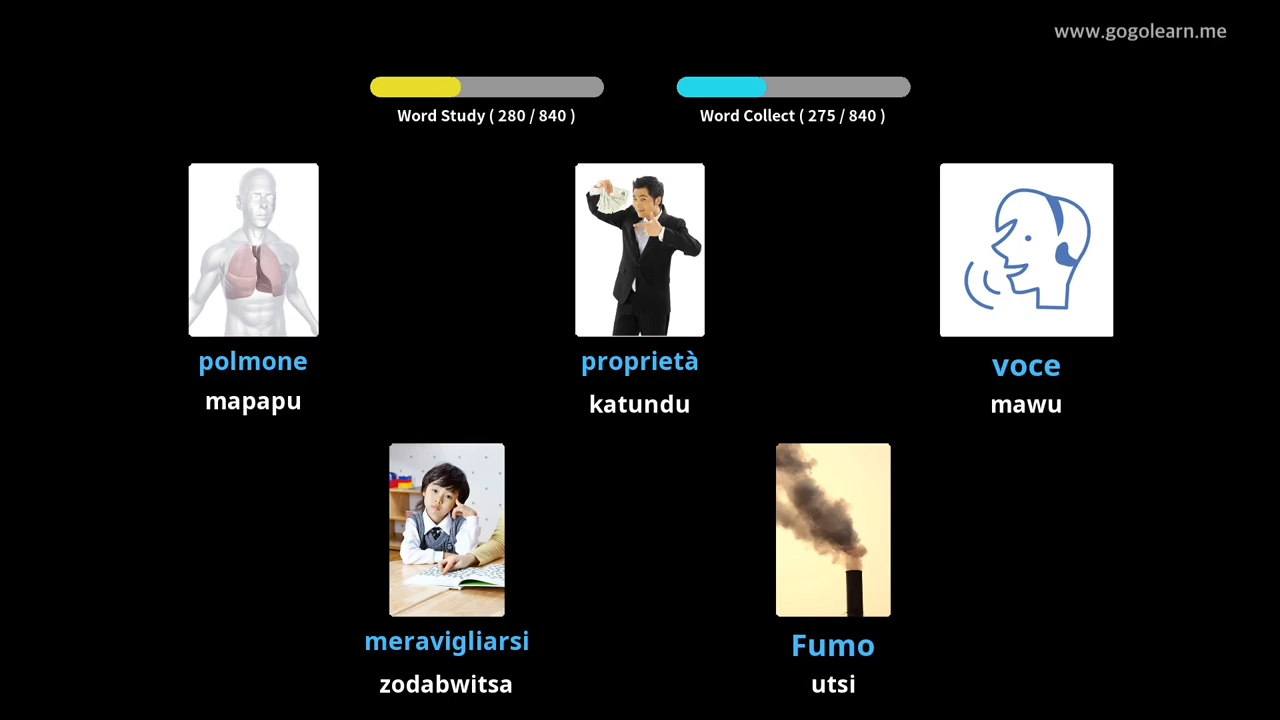 www.gogolearn.me
Word Study ( 280 / 840 )
Word Collect ( 275 / 840 )
polmone
mapapu
proprietà
katundu
voce
mawu
meravigliarsi
zodabwitsa
Fumo
utsi